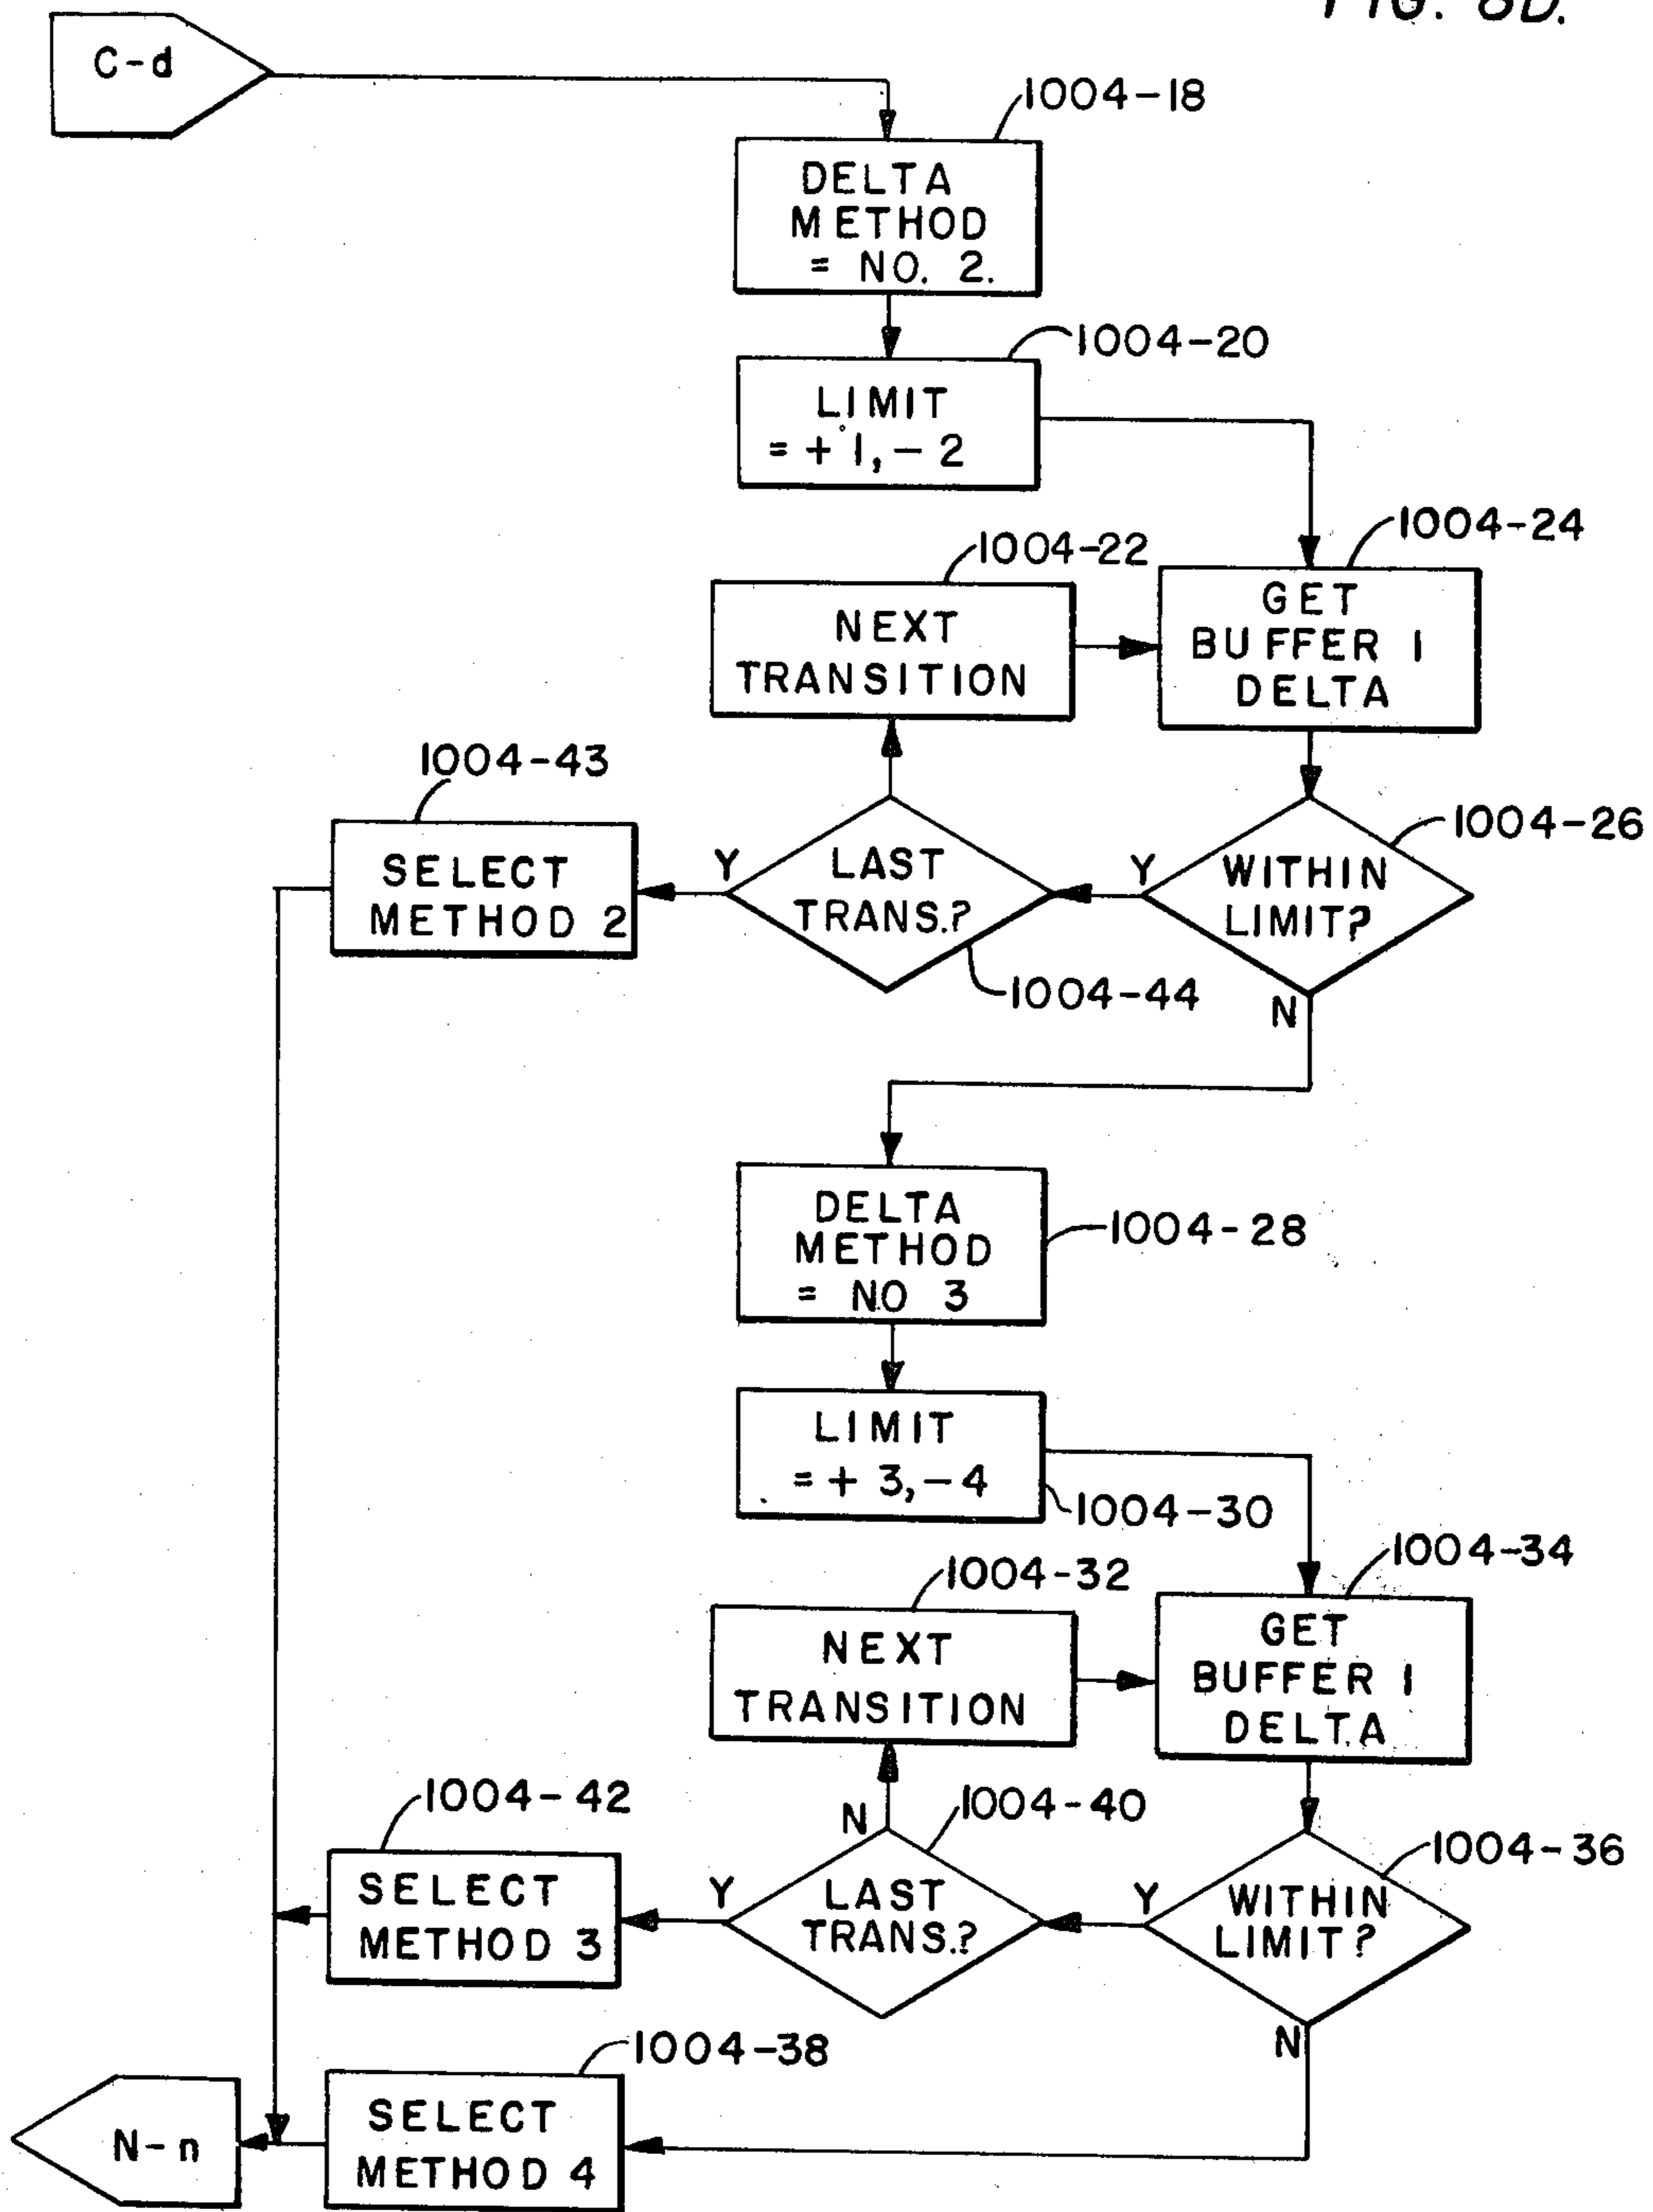 FIG. 8D.
C-d
1004-18
DELTA
METHOD
= NO. 2.
1004-20
LIMIT
= + 1, - 2
1004-24
1004-22
GET
BUFFER 1
DELTA
NEXT
TRANSITION
1004-43
1004-26
SELECT
METHOD 2
Y
LAST
TRANS.?
Y
WITHIN
LIMIT?
1004-44
N
DELTA
METHOD
= NO 3
1004-28
LIMIT
= + 3, - 4
1004-30
1004-34
1004-32
GET
BUFFER 1
DELTA
NEXT
TRANSITION
1004-42
N
1004-40
1004-36
SELECT
METHOD 3
Y
LAST
TRANS.?
Y
WITHIN
LIMIT?
N
1004-38
N-n
SELECT
METHOD 4